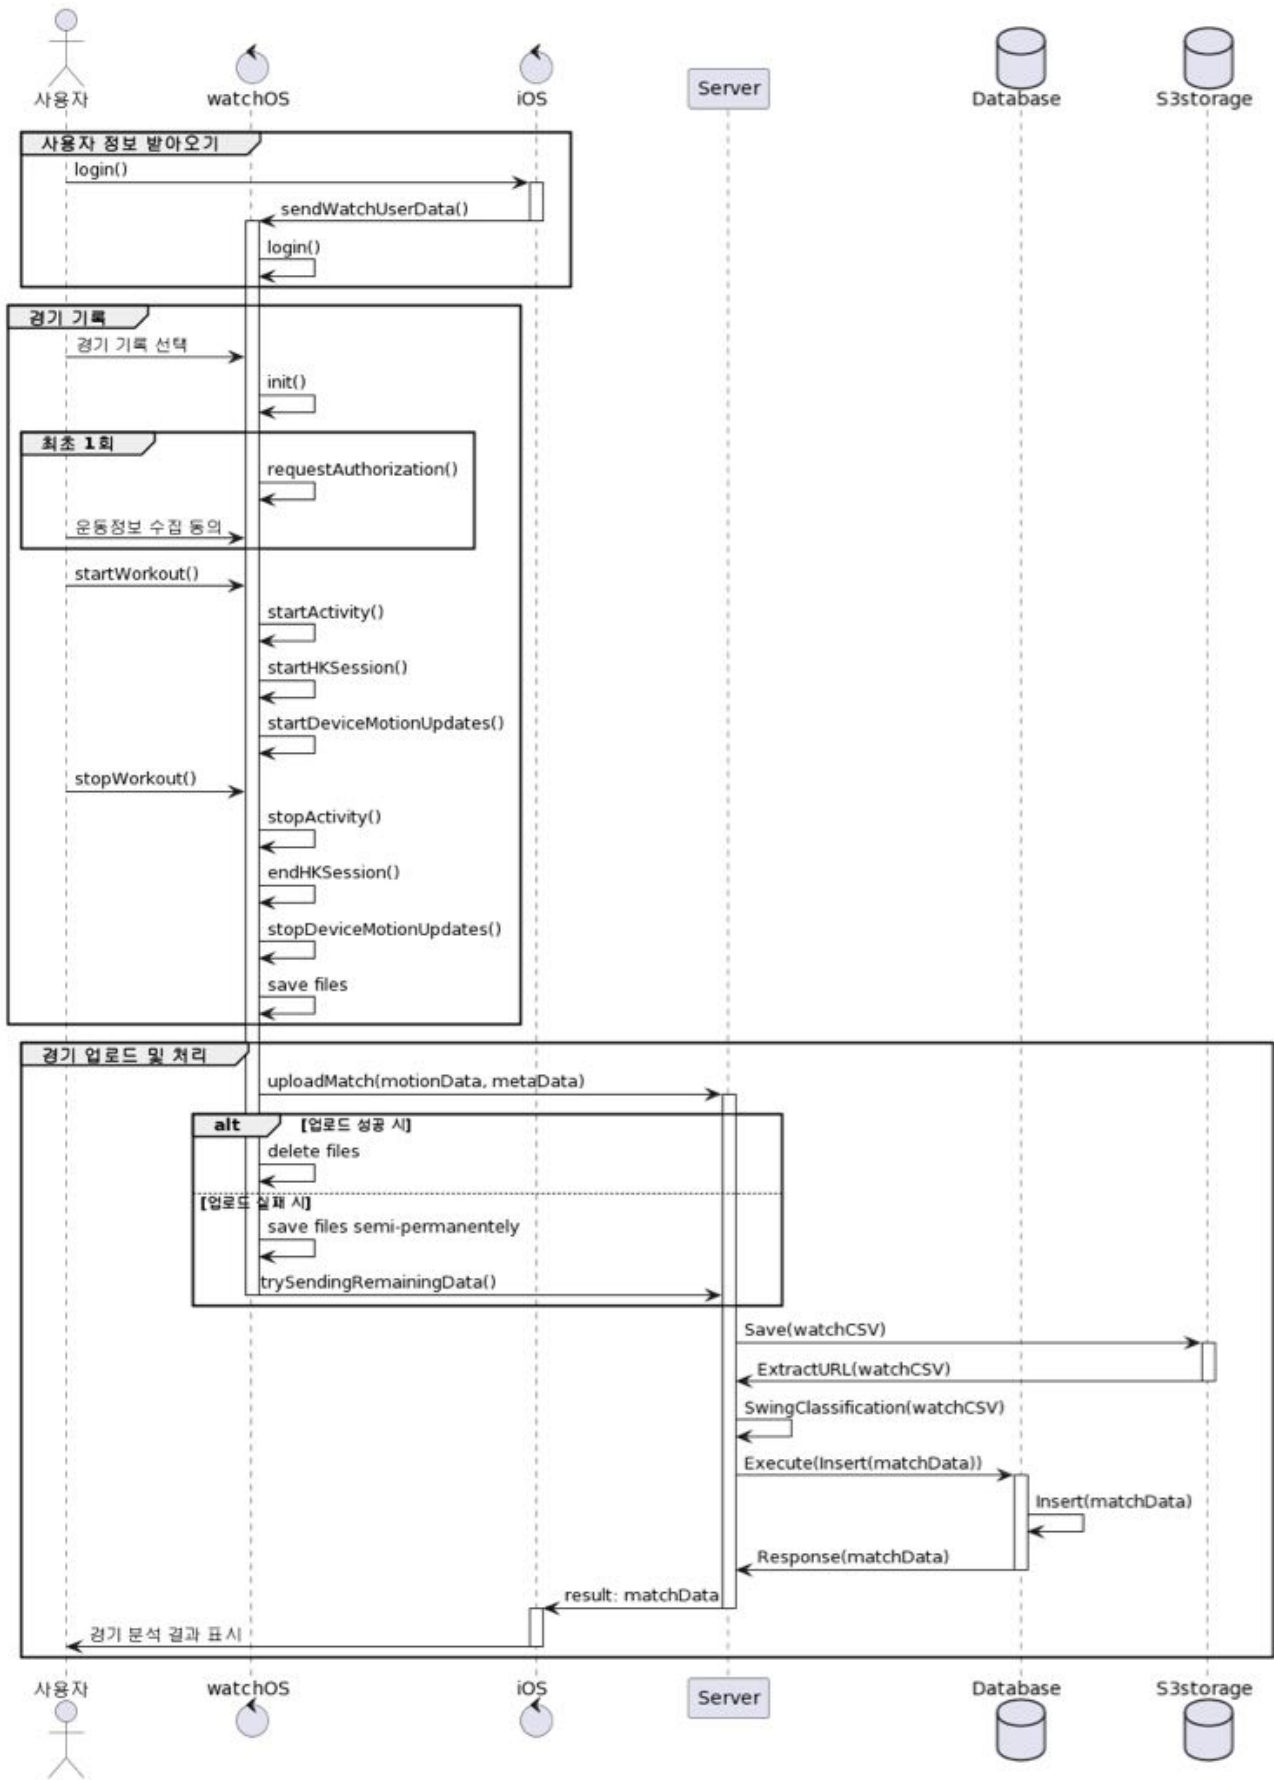 사용자
watchOS
iOS
Server
Database
S3storage
사용자 정보 받아오기
login()
sendWatchUserData()
login()
경기 기록
경기 기록 선택
init()
최초 1회
requestAuthorization()
운동정보 수집 동의
startWorkout()
startActivity()
startHKSession()
startDeviceMotionUpdates()
stopWorkout()
stopActivity()
endHKSession()
stopDeviceMotionUpdates()
save files
경기 업로드 및 처리
uploadMatch(motionData, metaData)
alt [업로드 성공 시]
delete files
[업로드 실패 시]
save files semi-permanentely
trySendingRemainingData()
Save(watchCSV)
ExtractURL(watchCSV)
SwingClassification(watchCSV)
Execute(Insert(matchData))
Insert(matchData)
Response(matchData)
result: matchData
경기 분석 결과 표시
사용자
watchOS
iOS
Server
Database
S3storage